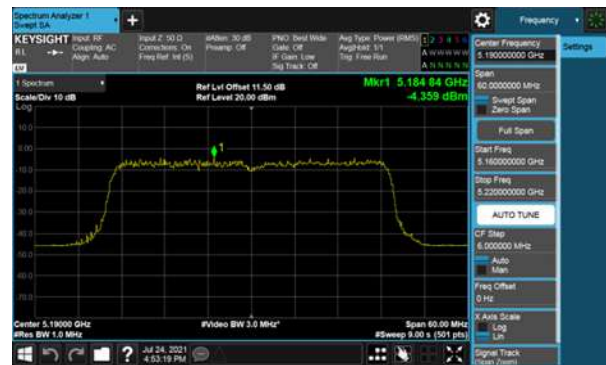 Spectrum Analyzer 1
Swept SA
+
Frequency
KEYSIGHT
Input: RF
Coupling: AC
Align: Auto
Input Z: 50 Ω
Corrections: On
Freq Ref: Int (S)
#Atten: 30 dB
Preamp: Off
PNO: Best Wide
Gate: Off
IF Gain: Low
Sig Track: Off
Avg Type: Power (RMS)
Avg|Hold: 1/1
Trig: Free Run
1 2 3 4 5 6
A W W W W W
A N N N N N
RL
LW
1 Spectrum
Scale/Div 10 dB
Log
Ref Lvl Offset 11.50 dB
Ref Level 20.00 dBm
Mkr1 5.184 84 GHz
-4.359 dBm
1
10.0
0.00
-10.0
-20.0
-30.0
-40.0
-50.0
-60.0
-70.0
Center 5.19000 GHz
#Res BW 1.0 MHz
#Video BW 3.0 MHz*
Span 60.00 MHz
#Sweep 9.00 s (501 pts)
?
Jul 24, 2021
4:53:19 PM
Center Frequency
5.190000000 GHz
Settings
Span
60.0000000 MHz
Swept Span
Zero Span
Full Span
Start Freq
5.160000000 GHz
Stop Freq
5.220000000 GHz
AUTO TUNE
CF Step
6.000000 MHz
Auto
Man
Freq Offset
0 Hz
X Axis Scale
Log
Lin
Signal Track
(Span Zoom)